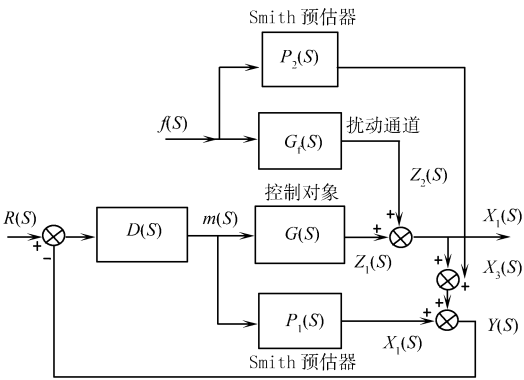 Smith 预估器
P2(S)
f(S)
扰动通道
Gf(S)
Z2(S)
控制对象
R(S)
m(S)
X1(S)
D(S)
G(S)
+
+
+
−
Z1(S)
X3(S)
+
+
+
+
P1(S)
X1(S)
Y(S)
Smith 预估器